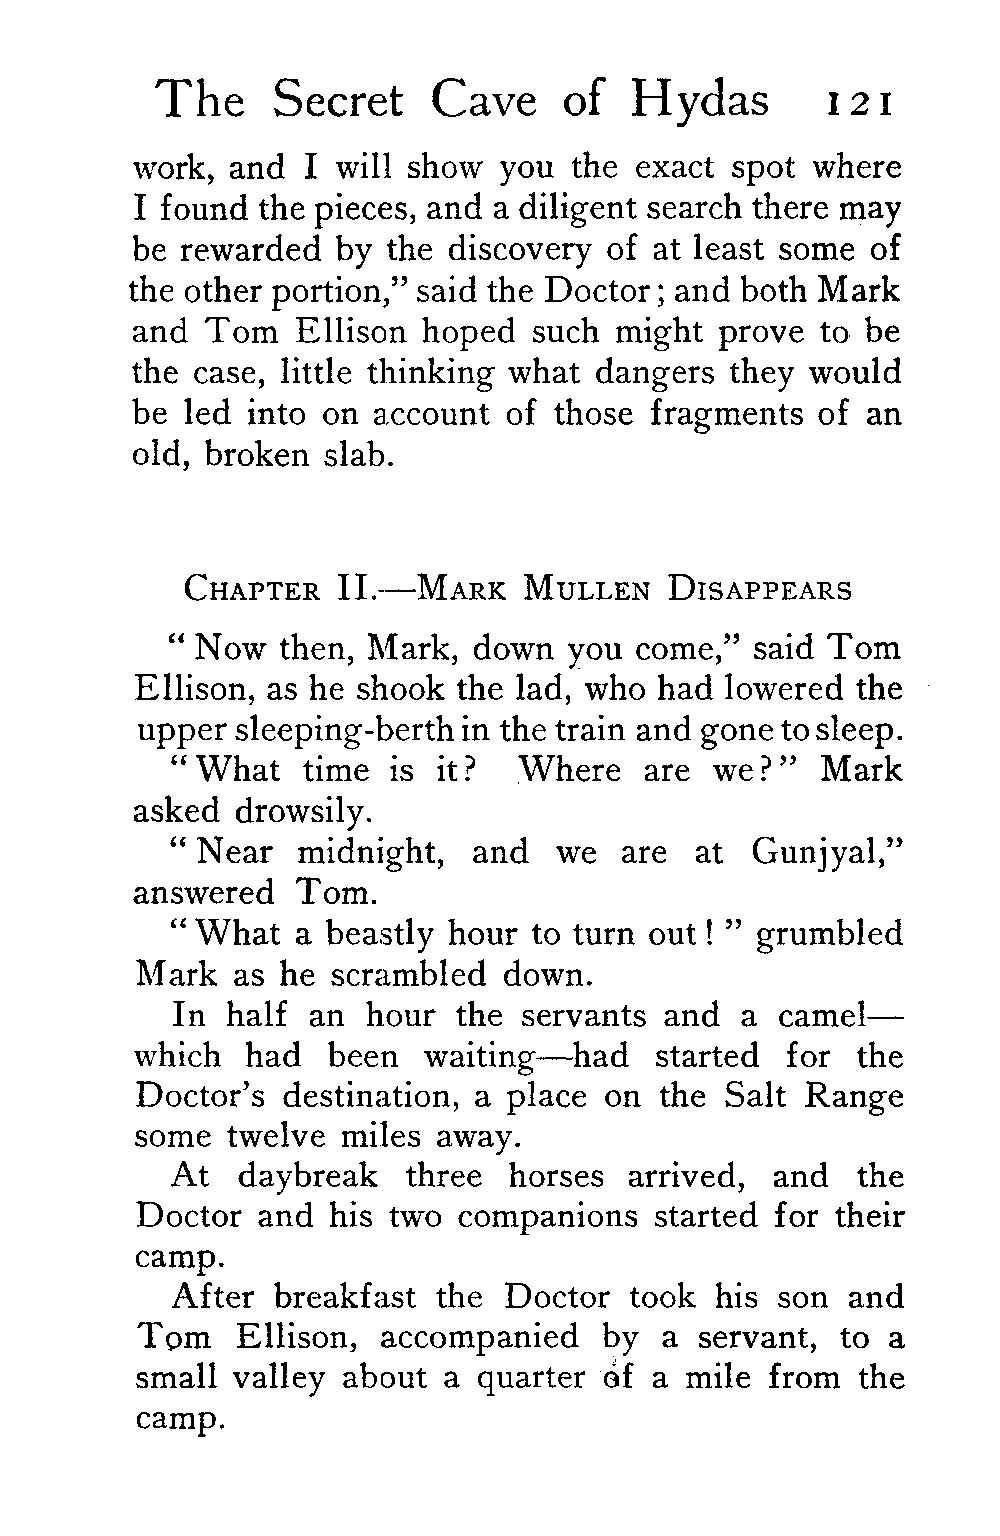 The Secret Cave of Hydas 121
work, and I will show you the exact spot where
I found the pieces, and a diligent search there may
be rewarded by the discovery of at least some of
the other portion,” said the Doctor; and both Mark
and Tom Ellison hoped such might prove to be
the case, little thinking what dangers they would
be led into on account of those fragments of an
old, broken slab.
Chapter II.—Mark Mullen Disappears
“Now then, Mark, down you come,” said Tom
Ellison, as he shook the lad, who had lowered the
upper sleeping-berth in the train and gone to sleep.
“What time is it? Where are we?” Mark
asked drowsily.
“Near midnight, and we are at Gunjyal,”
answered Tom.
“What a beastly hour to turn out!” grumbled
Mark as he scrambled down.
In half an hour the servants and a camel—
which had been waiting—had started for the
Doctor’s destination, a place on the Salt Range
some twelve miles away.
At daybreak three horses arrived, and the
Doctor and his two companions started for their
camp.
After breakfast the Doctor took his son and
Tom Ellison, accompanied by a servant, to a
small valley about a quarter of a mile from the
camp.